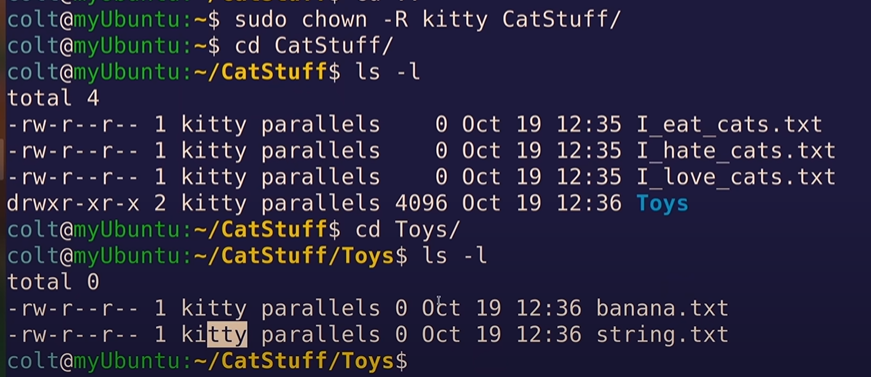 colt@myUbuntu:~$ sudo chown -R kitty CatStuff/
colt@myUbuntu:~$ cd CatStuff/
colt@myUbuntu:~/CatStuff$ ls -l
total 4
-rw-r--r-- 1 kitty parallels    0 Oct 19 12:35 I_eat_cats.txt
-rw-r--r-- 1 kitty parallels    0 Oct 19 12:35 I_hate_cats.txt
-rw-r--r-- 1 kitty parallels    0 Oct 19 12:35 I_love_cats.txt
drwxr-xr-x 2 kitty parallels 4096 Oct 19 12:36 Toys
colt@myUbuntu:~/CatStuff$ cd Toys/
colt@myUbuntu:~/CatStuff/Toys$ ls -l
total 0
-rw-r--r-- 1 kitty parallels 0 Oct 19 12:36 banana.txt
-rw-r--r-- 1 kitty parallels 0 Oct 19 12:36 string.txt
colt@myUbuntu:~/CatStuff/Toys$